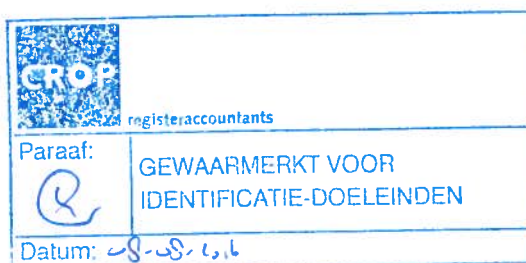 CROP
registeraccountants
Paraaf:
GEWAARMERKT VOOR
IDENTIFICATIE-DOELEINDEN
Datum: